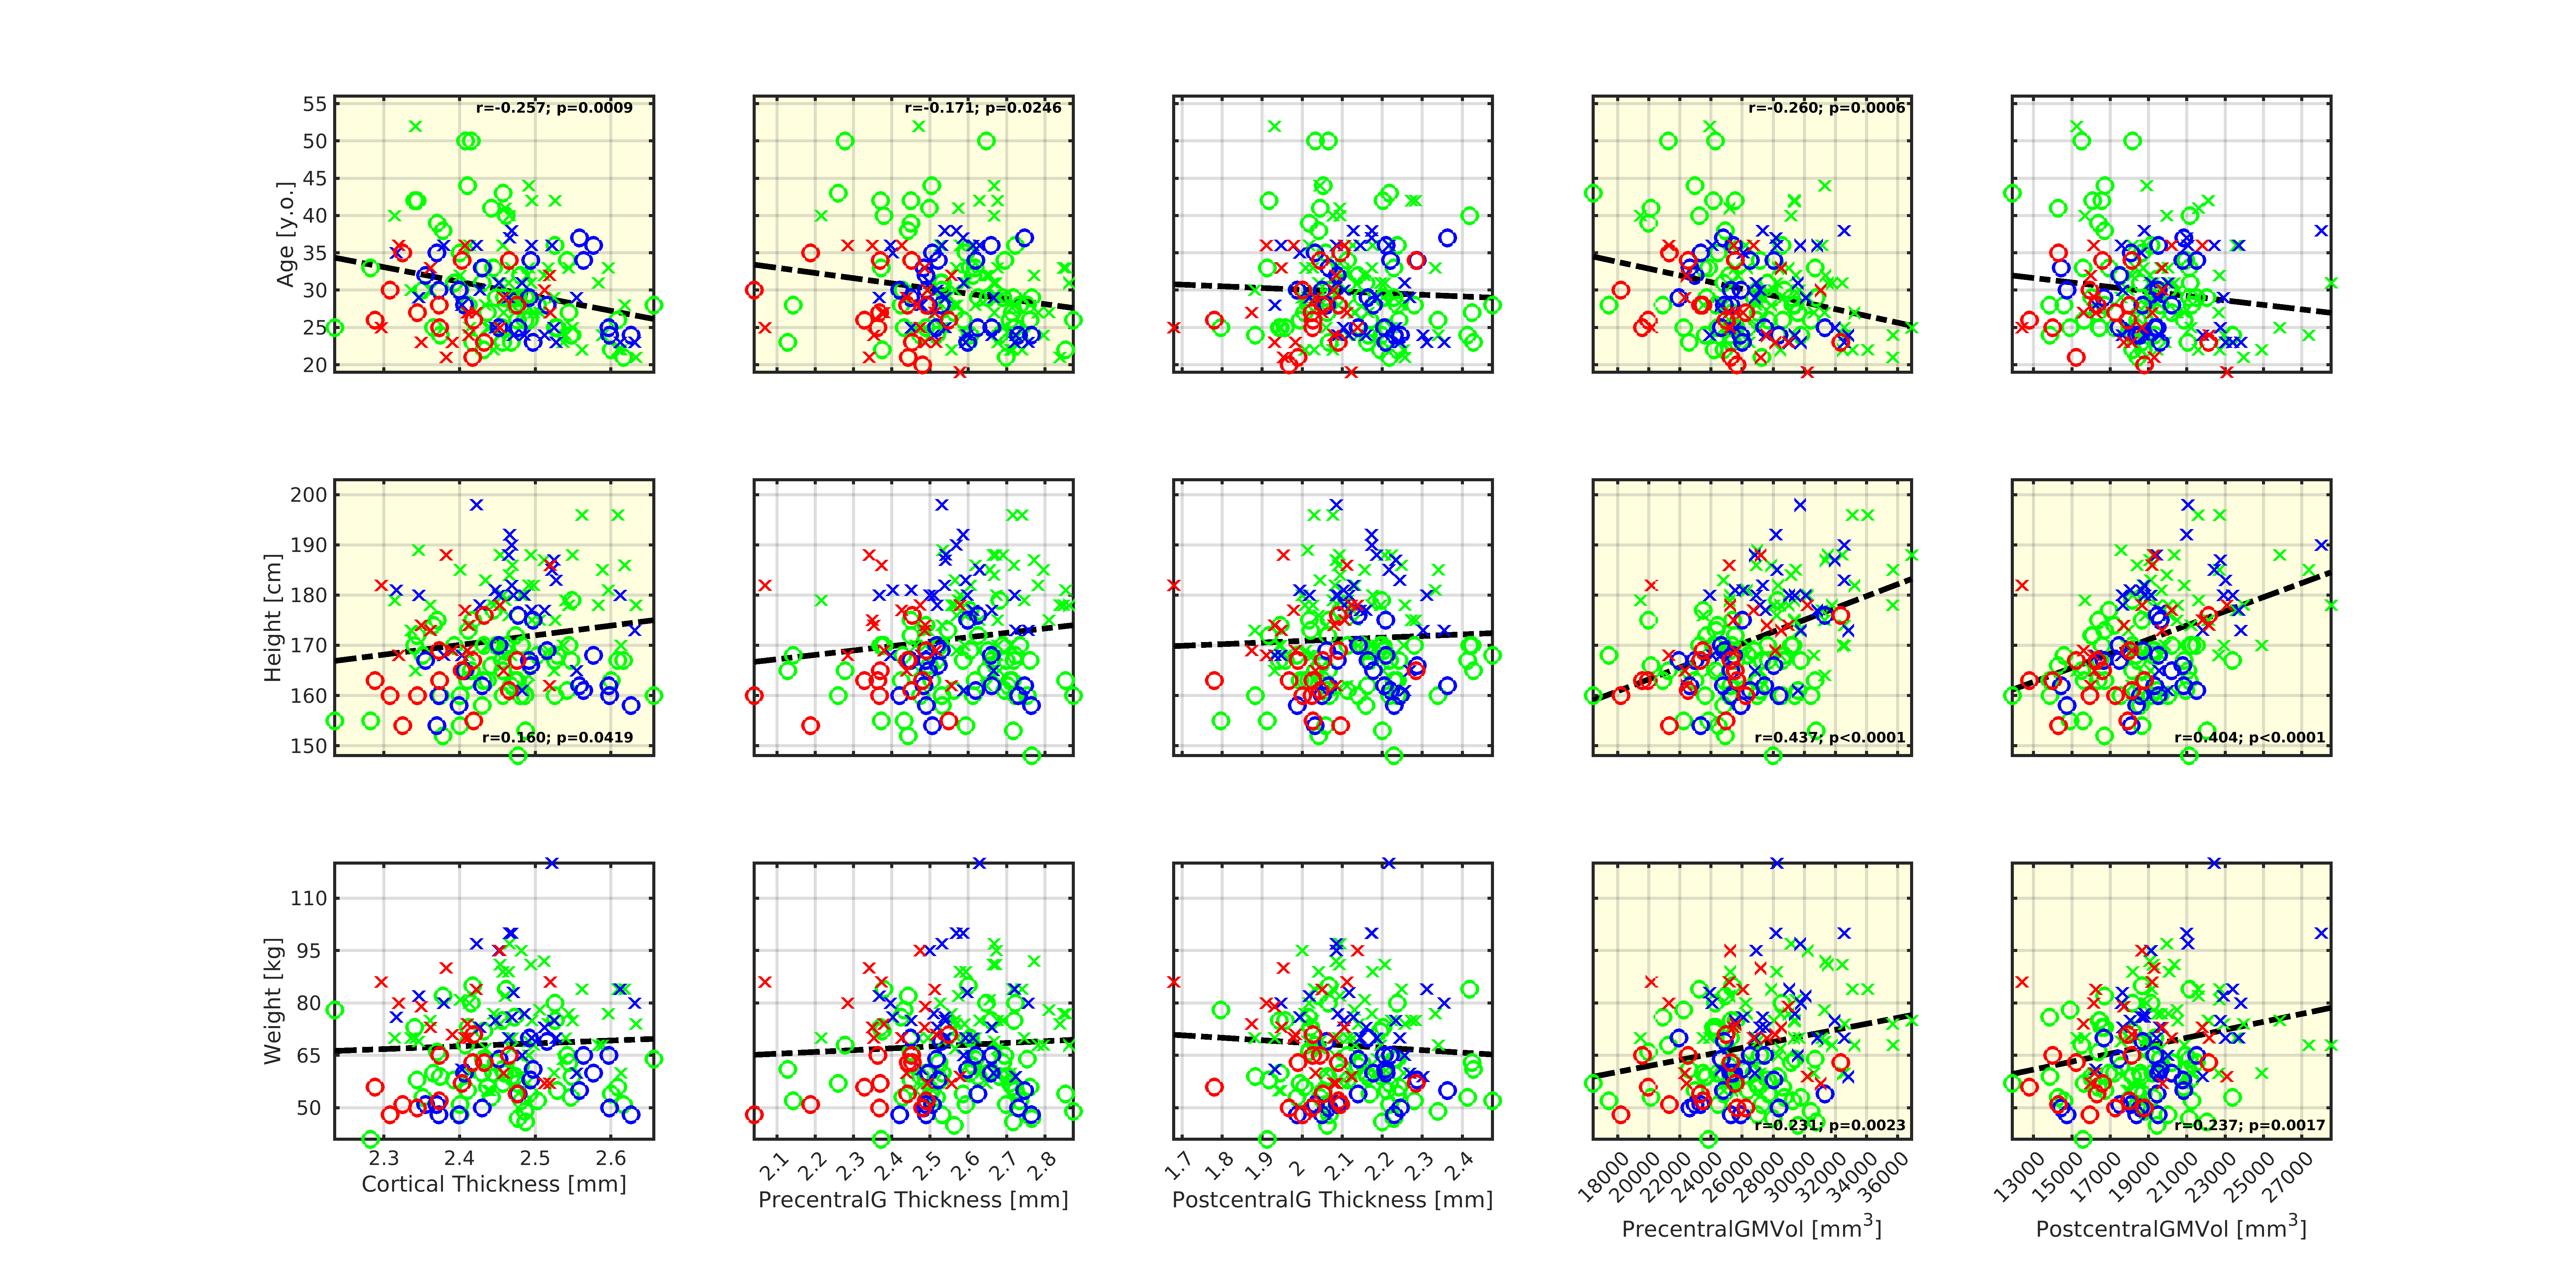 r=-0.257; p=0.0009
r=-0.171; p=0.0246
r=-0.260; p=0.0006
55
50
45
40
35
30
25
20
Age [y.o.]
200
190
180
170
160
150
Height [cm]
r=0.160; p=0.0419
r=0.437; p<0.0001
r=0.404; p<0.0001
110
95
80
65
50
Weight [kg]
r=0.231; p=0.0023
r=0.237; p=0.0017
2.3 2.4 2.5 2.6
Cortical Thickness [mm]
2.1 2.2 2.3 2.4 2.5 2.6 2.7 2.8
PrecentralG Thickness [mm]
1.7 1.8 1.9 2 2.1 2.2 2.3 2.4
PostcentralG Thickness [mm]
18000 20000 22000 24000 26000 28000 30000 32000 34000 36000
PrecentralGMVol [mm³]
13000 15000 17000 19000 21000 23000 25000 27000
PostcentralGMVol [mm³]